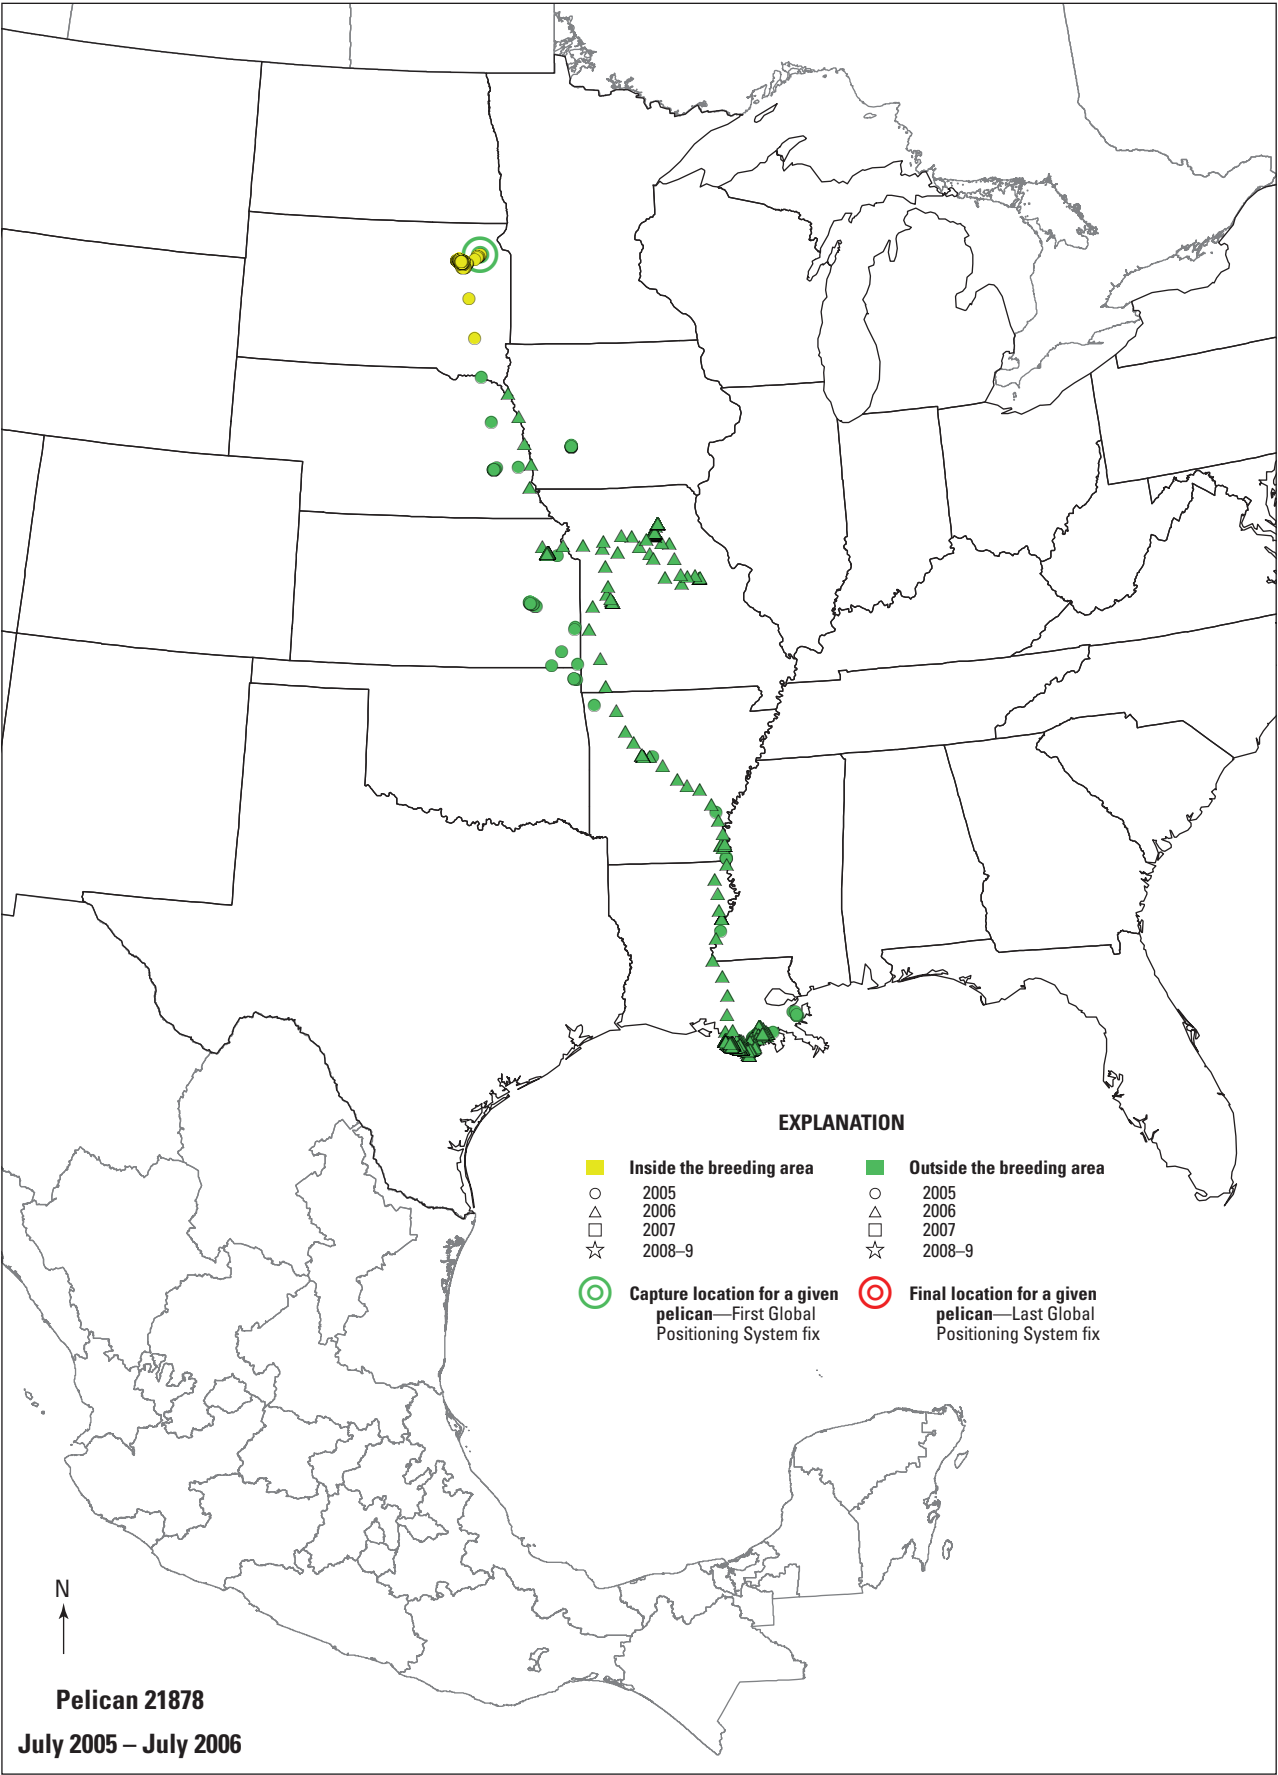 EXPLANATION
Inside the breeding area
2005
2006
2007
2008–9
Capture location for a given
pelican—First Global
Positioning System fix
Outside the breeding area
2005
2006
2007
2008–9
Final location for a given
pelican—Last Global
Positioning System fix
N
Pelican 21878
July 2005 – July 2006